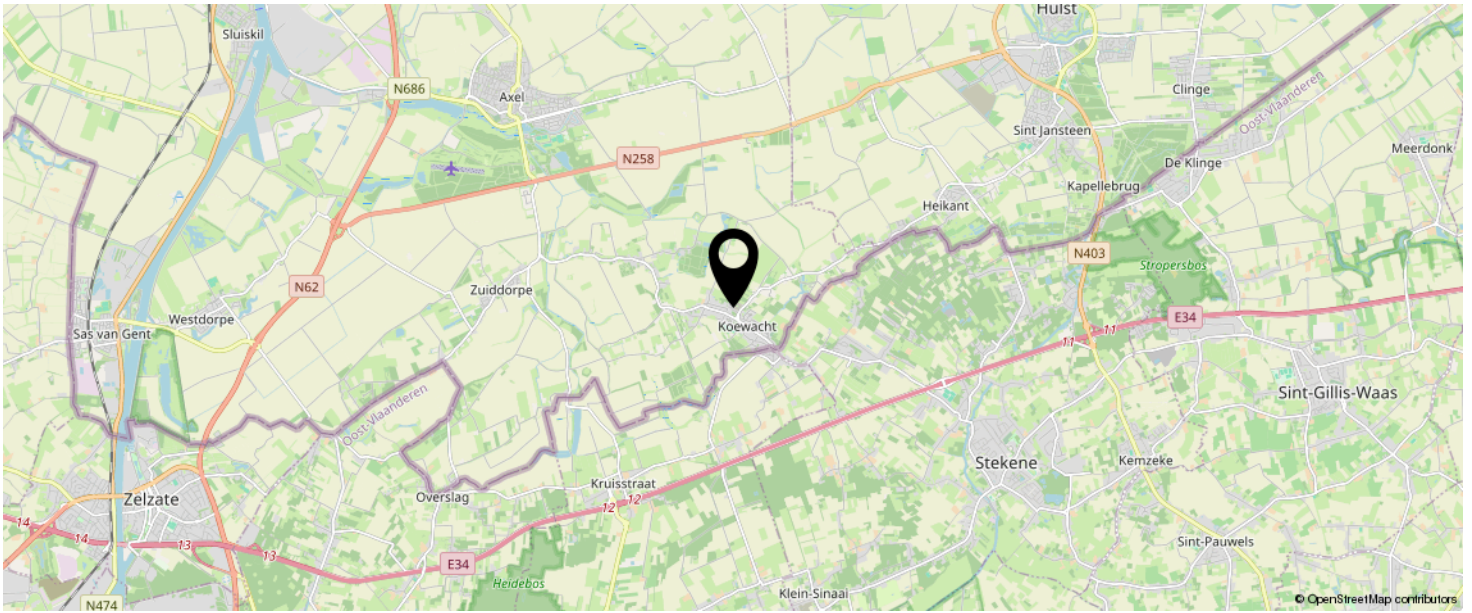 Hulst
Sluiskil
N686
Axel
Clinge
Oost-Vlaanderen
Sint Jansteen
Meerdonk
N258
De Klinge
Kapellebrug
Heikant
N403
Stropersbos
N62
Zuiddorpe
Westdorpe
Sas van Gent
Koewacht
E34
11
11
Oost-Vlaanderen
Sint-Gillis-Waas
Stekene
Kemzeke
Kruisstraat
Overslag
Zelzate
12
12
14
14
13
13
E34
Heidebos
Sint-Pauwels
Klein-Sinaai
N474
© OpenStreetMap contributors